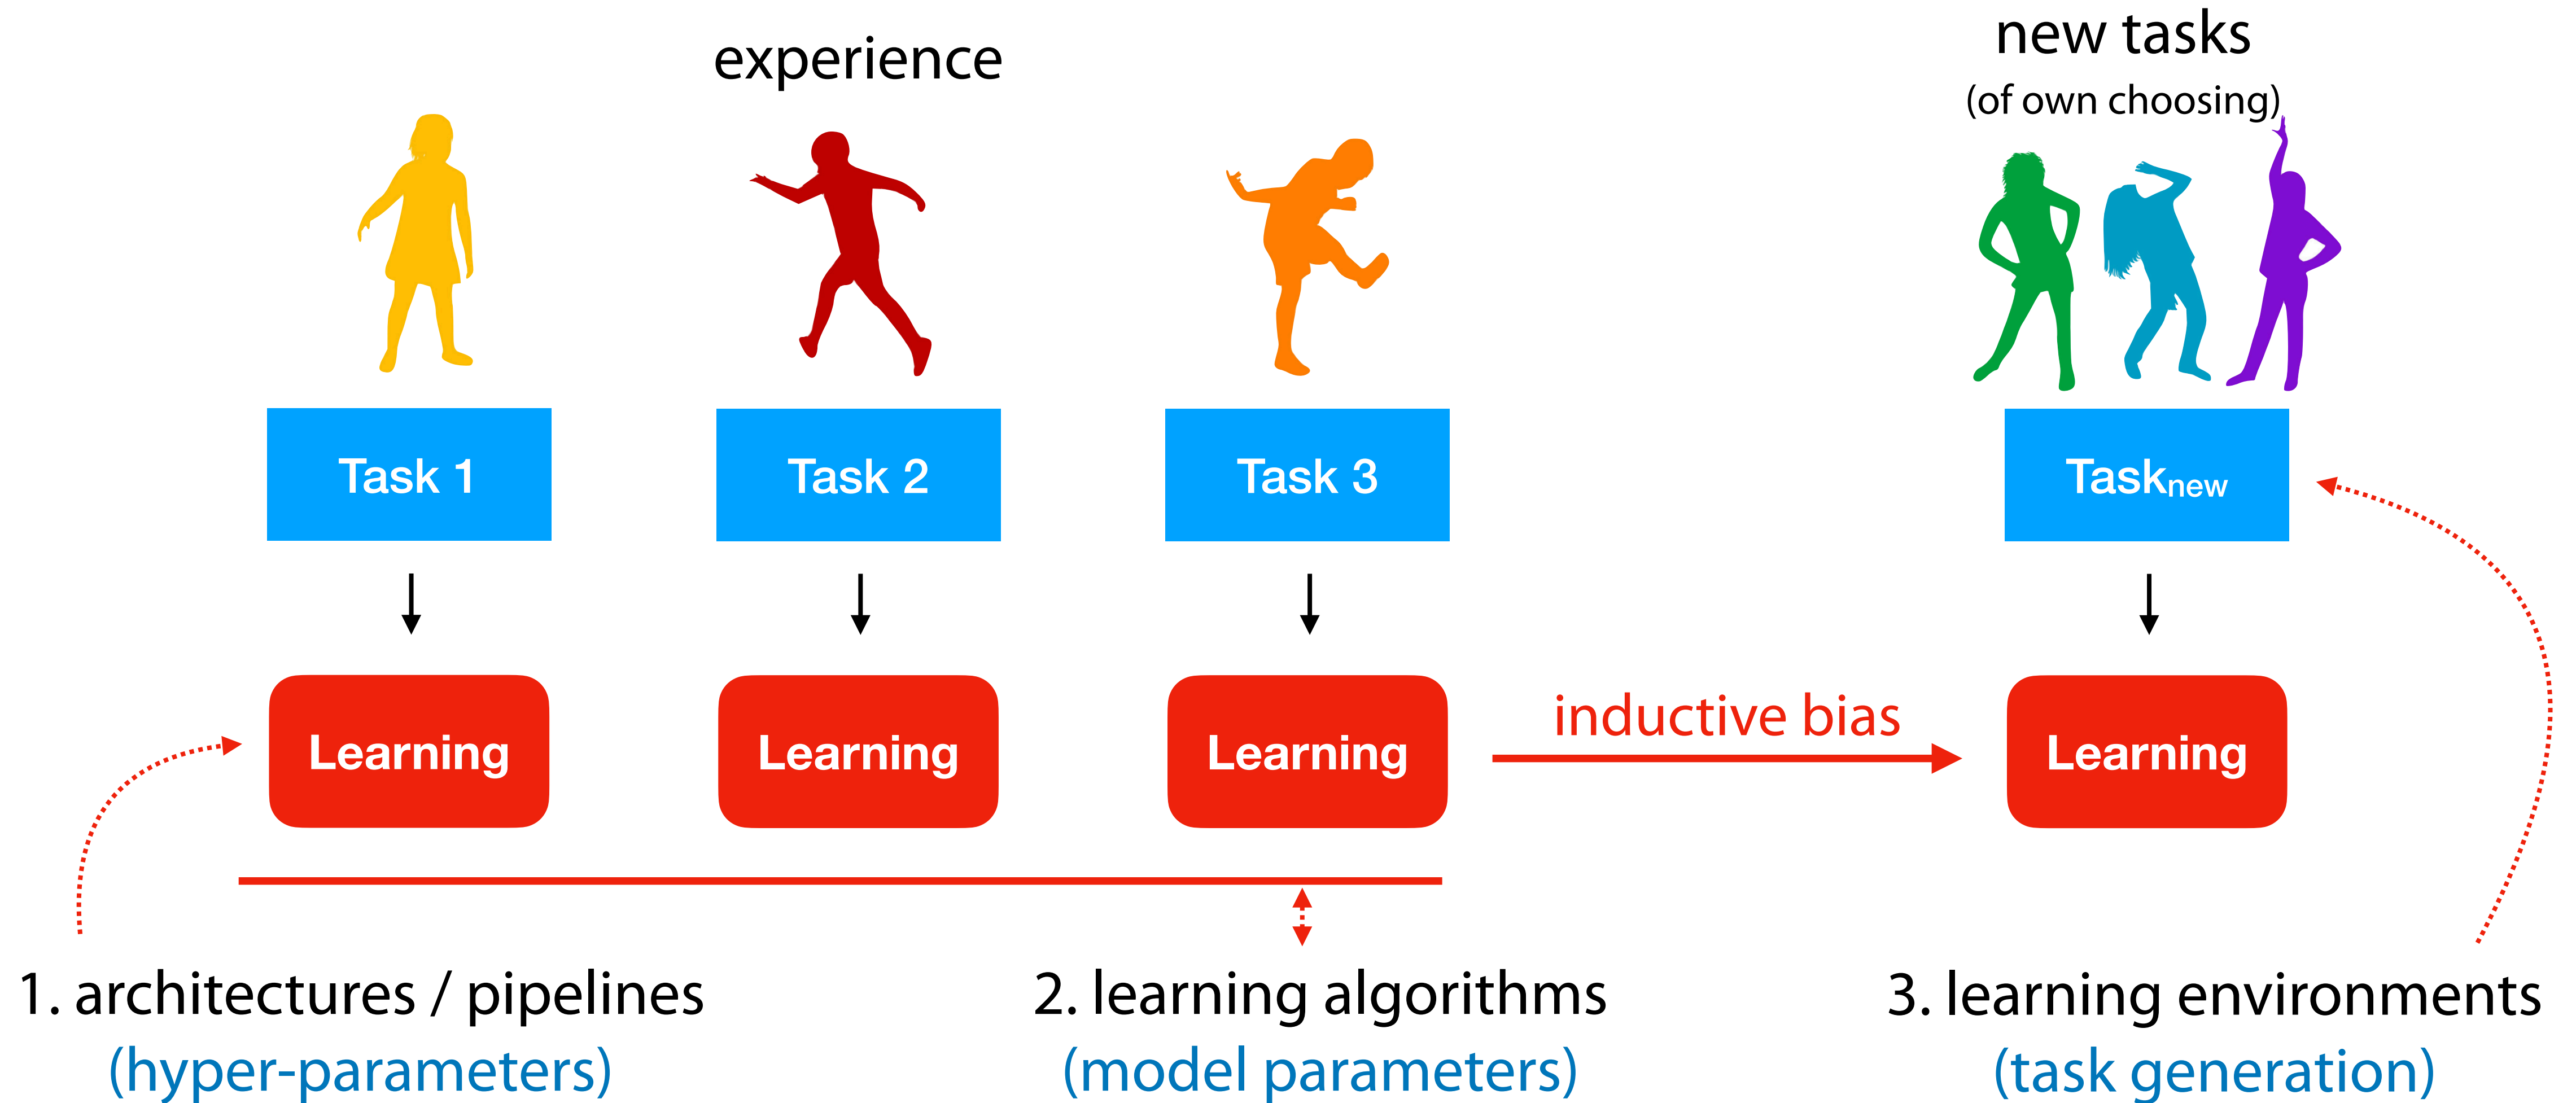 experience
new tasks
(of own choosing)
Task 1
Task 2
Task 3
Tasknew
Learning
Learning
Learning
inductive bias
Learning
1. architectures / pipelines
(hyper-parameters)
2. learning algorithms
(model parameters)
3. learning environments
(task generation)